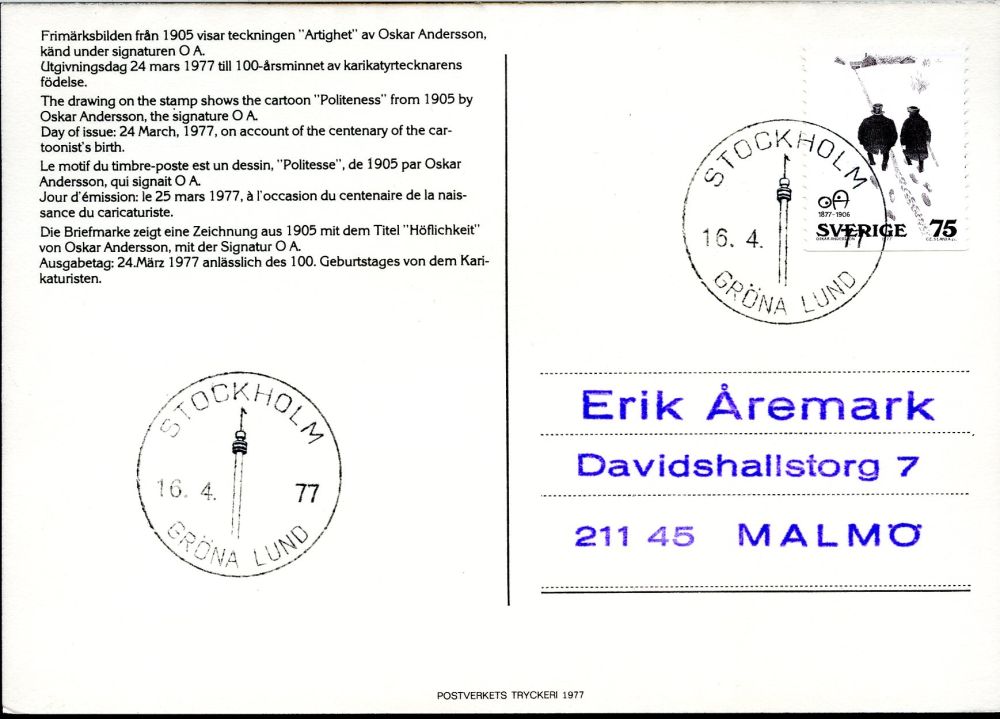 Frimärksbilden från 1905 visar teckningen "Artighet" av Oskar Andersson,
känd under signaturen O A.
Utgivningsdag 24 mars 1977 till 100-årsminnet av karikatyrtecknarens
födelse.
The drawing on the stamp shows the cartoon "Politeness" from 1905 by
Oskar Andersson, the signature O A.
Day of issue: 24 March, 1977, on account of the centenary of the car-
toonist's birth.
Le motif du timbre-poste est un dessin, "Politesse", de 1905 par Oskar
Andersson, qui signait O A.
Jour d'émission: le 25 mars 1977, à l'occasion du centenaire de la nais-
sance du caricaturiste.
Die Briefmarke zeigt eine Zeichnung aus 1905 mit dem Titel "Höflichkeit"
von Oskar Andersson, mit der Signatur O A.
Ausgabetag: 24.März 1977 anlässlich des 100. Geburtstages von dem Kari-
katuristen.
STOCKHOLM
16. 4. 77
GRÖNA LUND
OA
1877-1906
SVERIGE 75
OSKAR ANDERSSON
STOCKHOLM
16. 4. 77
GRÖNA LUND
Erik Åremark
Davidshallstorg 7
211 45 MALMÖ
POSTVERKETS TRYCKERI 1977